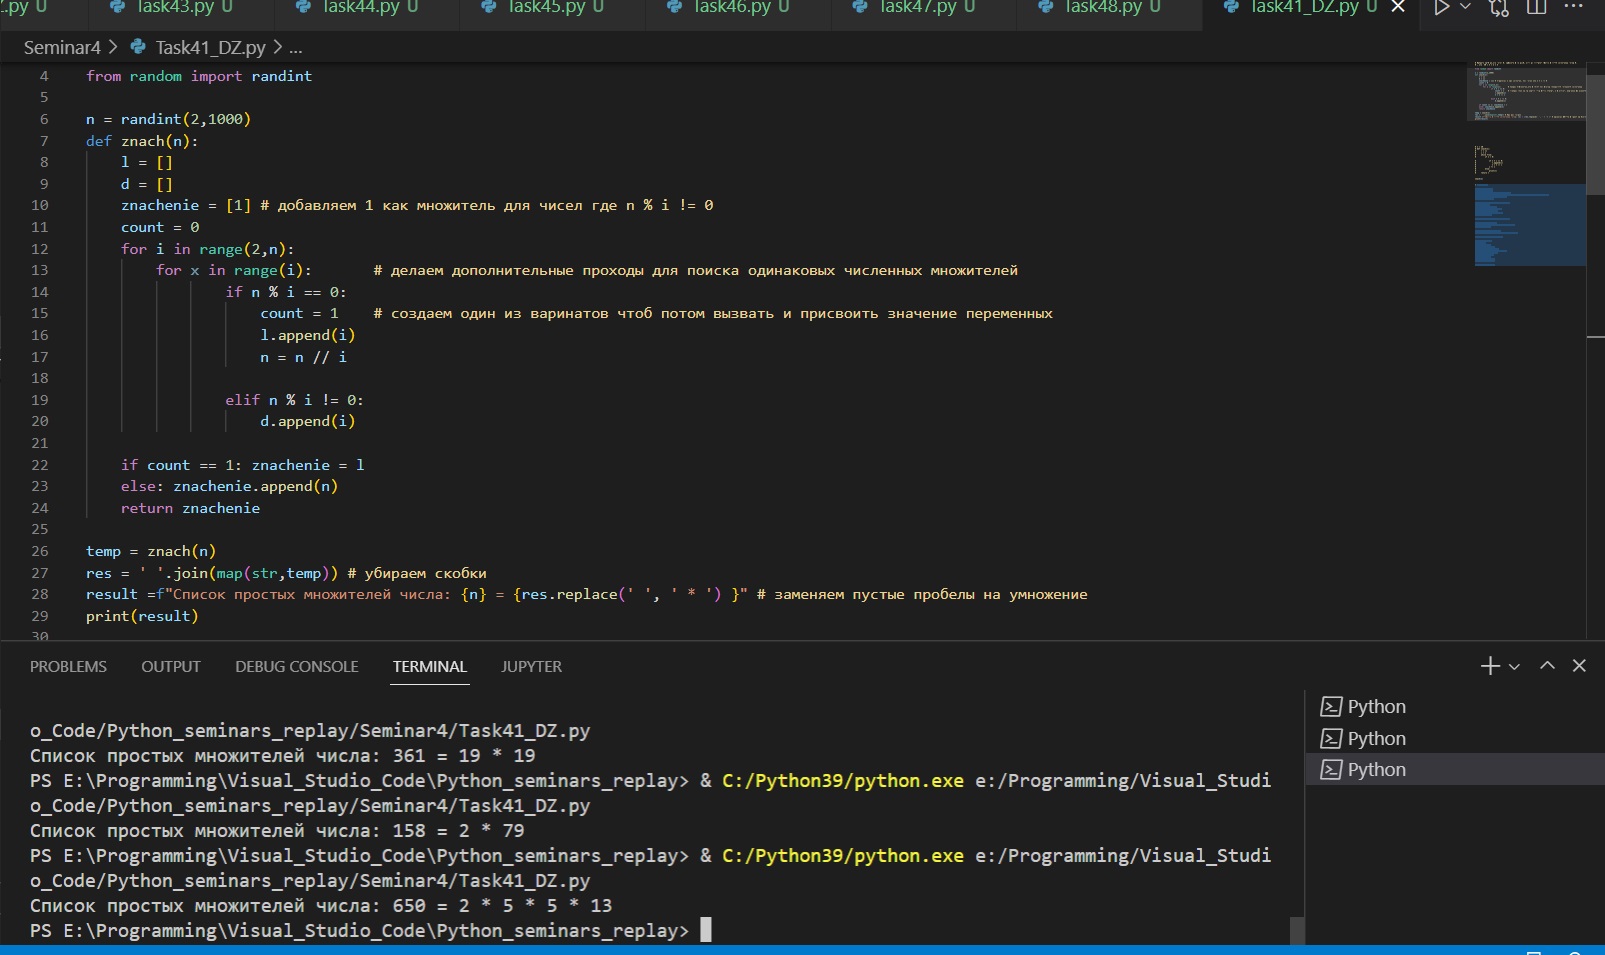 .py U Task43.py U Task44.py U Task45.py U Task46.py U Task47.py U Task48.py U Task41_DZ.py U
Seminar4 > Task41_DZ.py > ...
4 from random import randint
5
6 n = randint(2,1000)
7 def znach(n):
8 l = []
9 d = []
10 znachenie = [1] # добавляем 1 как множитель для чисел где n % i != 0
11 count = 0
12 for i in range(2,n):
13 for x in range(i): # делаем дополнительные проходы для поиска одинаковых численных множителей
14 if n % i == 0:
15 count = 1 # создаем один из варинатов чтоб потом вызвать и присвоить значение переменных
16 l.append(i)
17 n = n // i
18
19 elif n % i != 0:
20 d.append(i)
21
22 if count == 1: znachenie = l
23 else: znachenie.append(n)
24 return znachenie
25
26 temp = znach(n)
27 res = ' '.join(map(str,temp)) # убираем скобки
28 result =f"Список простых множителей числа: {n} = {res.replace(' ', ' * ') }" # заменяем пустые пробелы на умножение
29 print(result)
30
PROBLEMS OUTPUT DEBUG CONSOLE TERMINAL JUPYTER
o_Code/Python_seminars_replay/Seminar4/Task41_DZ.py
Список простых множителей числа: 361 = 19 * 19
PS E:\Programming\Visual_Studio_Code\Python_seminars_replay> & C:/Python39/python.exe e:/Programming/Visual_Studi
o_Code/Python_seminars_replay/Seminar4/Task41_DZ.py
Список простых множителей числа: 158 = 2 * 79
PS E:\Programming\Visual_Studio_Code\Python_seminars_replay> & C:/Python39/python.exe e:/Programming/Visual_Studi
o_Code/Python_seminars_replay/Seminar4/Task41_DZ.py
Список простых множителей числа: 650 = 2 * 5 * 5 * 13
PS E:\Programming\Visual_Studio_Code\Python_seminars_replay>
Python
Python
Python